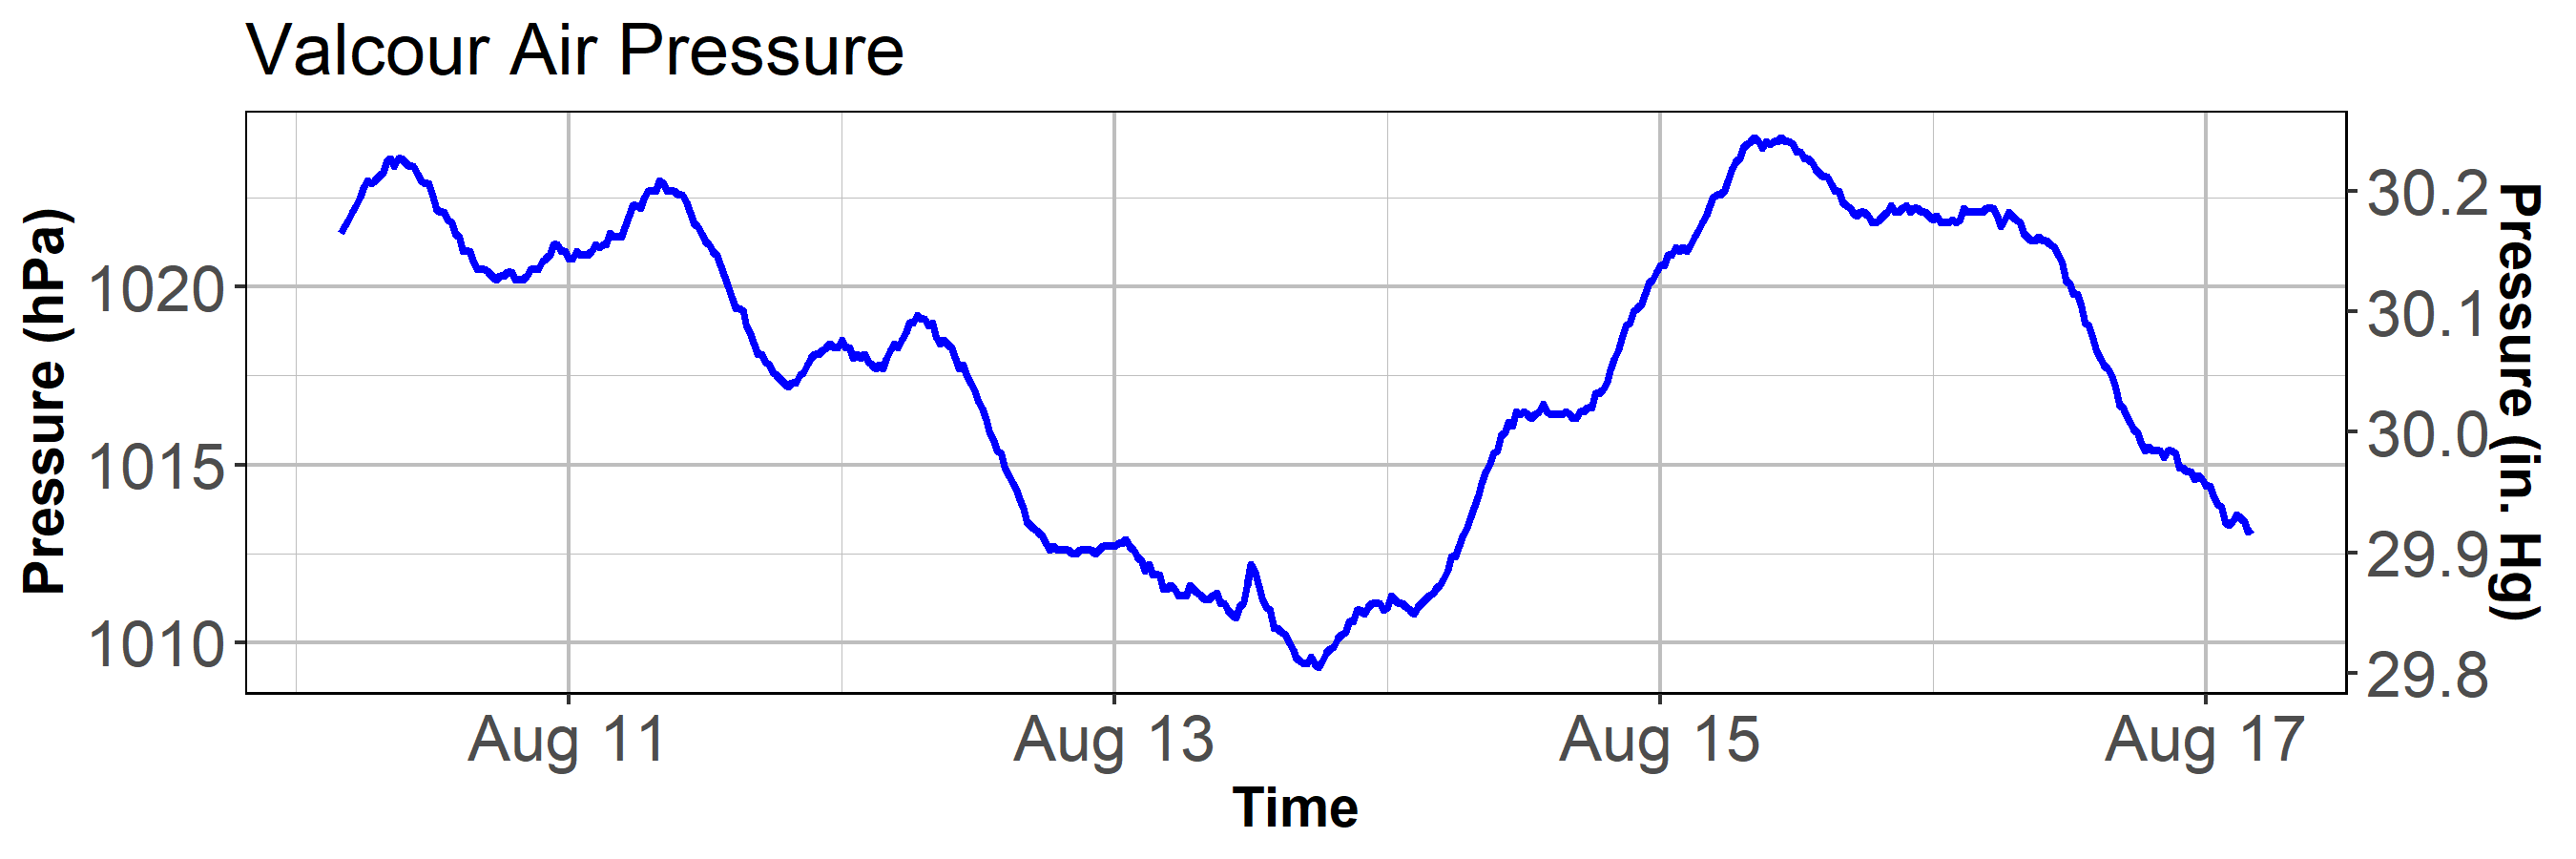 Valcour Air Pressure
Pressure (hPa)
1020
1015
1010
30.2
30.1
30.0
29.9
29.8
Pressure (in. Hg)
Aug 11
Aug 13
Aug 15
Aug 17
Time